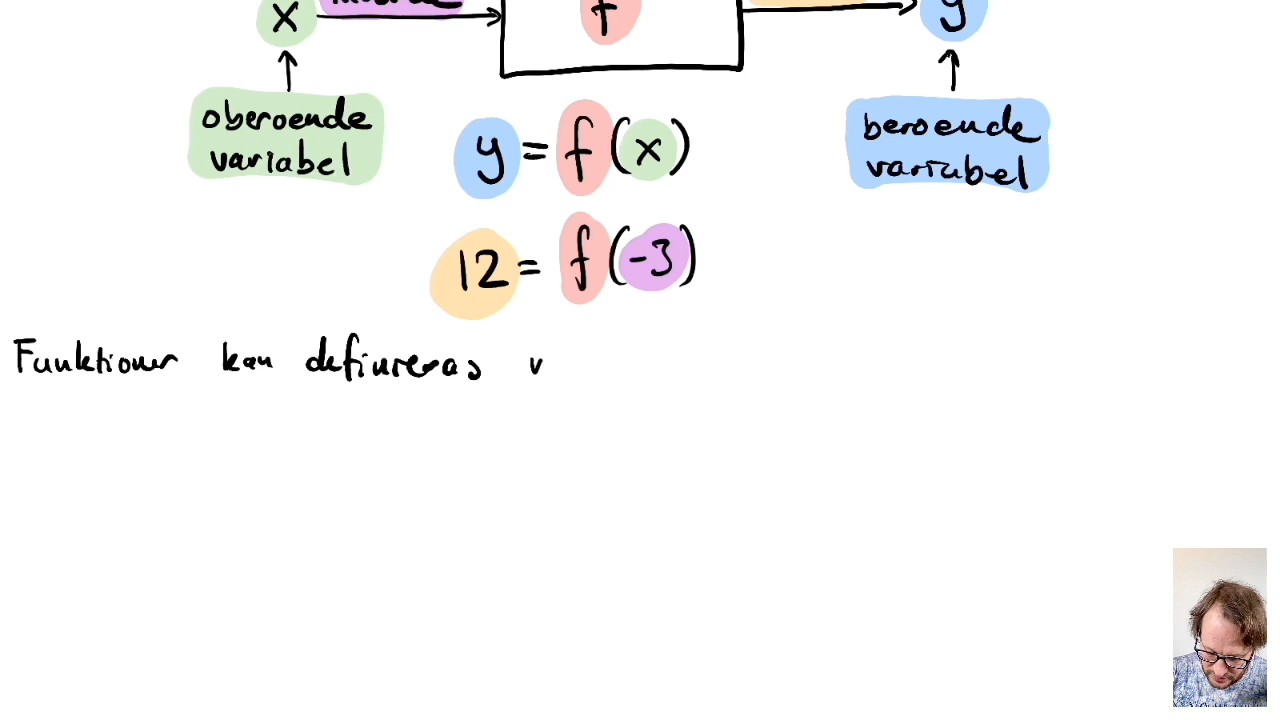 x f y
oberoende
variabel
beroende
variabel
y = f(x)
12 = f(-3)
Funktioner kan definieras v